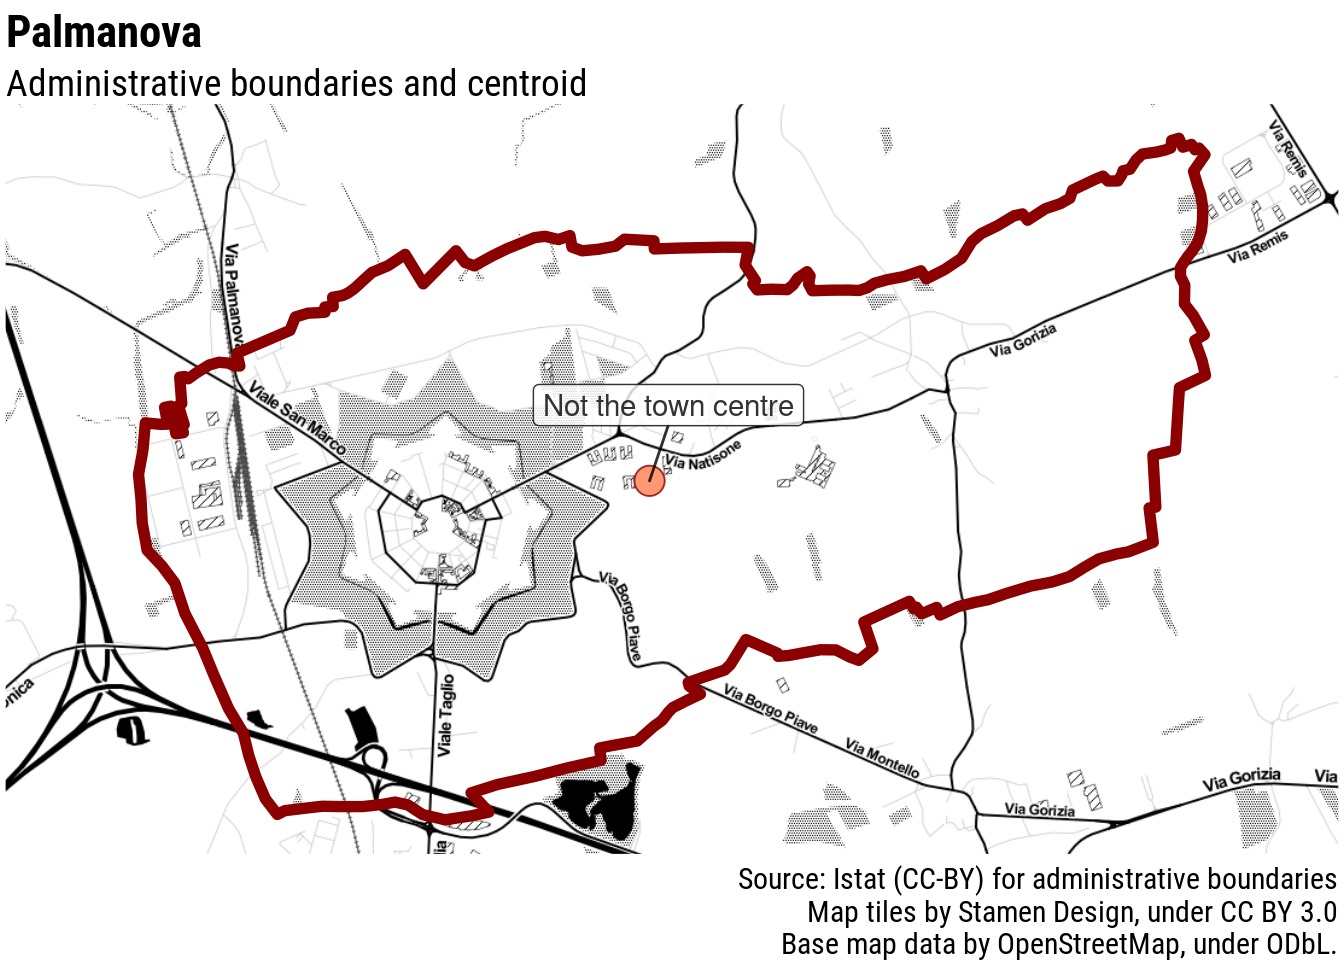 Palmanova
Administrative boundaries and centroid
Via Remis
Via Palmanova
Via Remis
Via Gorizia
Viale San Marco
Not the town centre
Via Natisone
Via Borgo Piave
onica
Viale Taglio
Via Borgo Piave
Via Montello
Via Gorizia
Via
Via Gorizia
ia
Source: Istat (CC-BY) for administrative boundaries
Map tiles by Stamen Design, under CC BY 3.0
Base map data by OpenStreetMap, under ODbL.